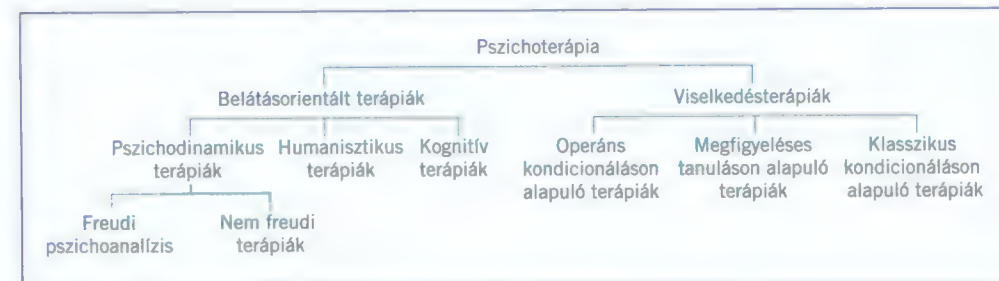 Pszichoterápia
Belátásorientált terápiák
Viselkedésterápiák
Pszichodinamikus
terápiák
Humanisztikus
terápiák
Kognitív
terápiák
Operáns
kondicionáláson
alapuló terápiák
Megfigyeléses
tanuláson alapuló
terápiák
Klasszikus
kondicionáláson
alapuló terápiák
Freudi
pszichoanalízis
Nem freudi
terápiák